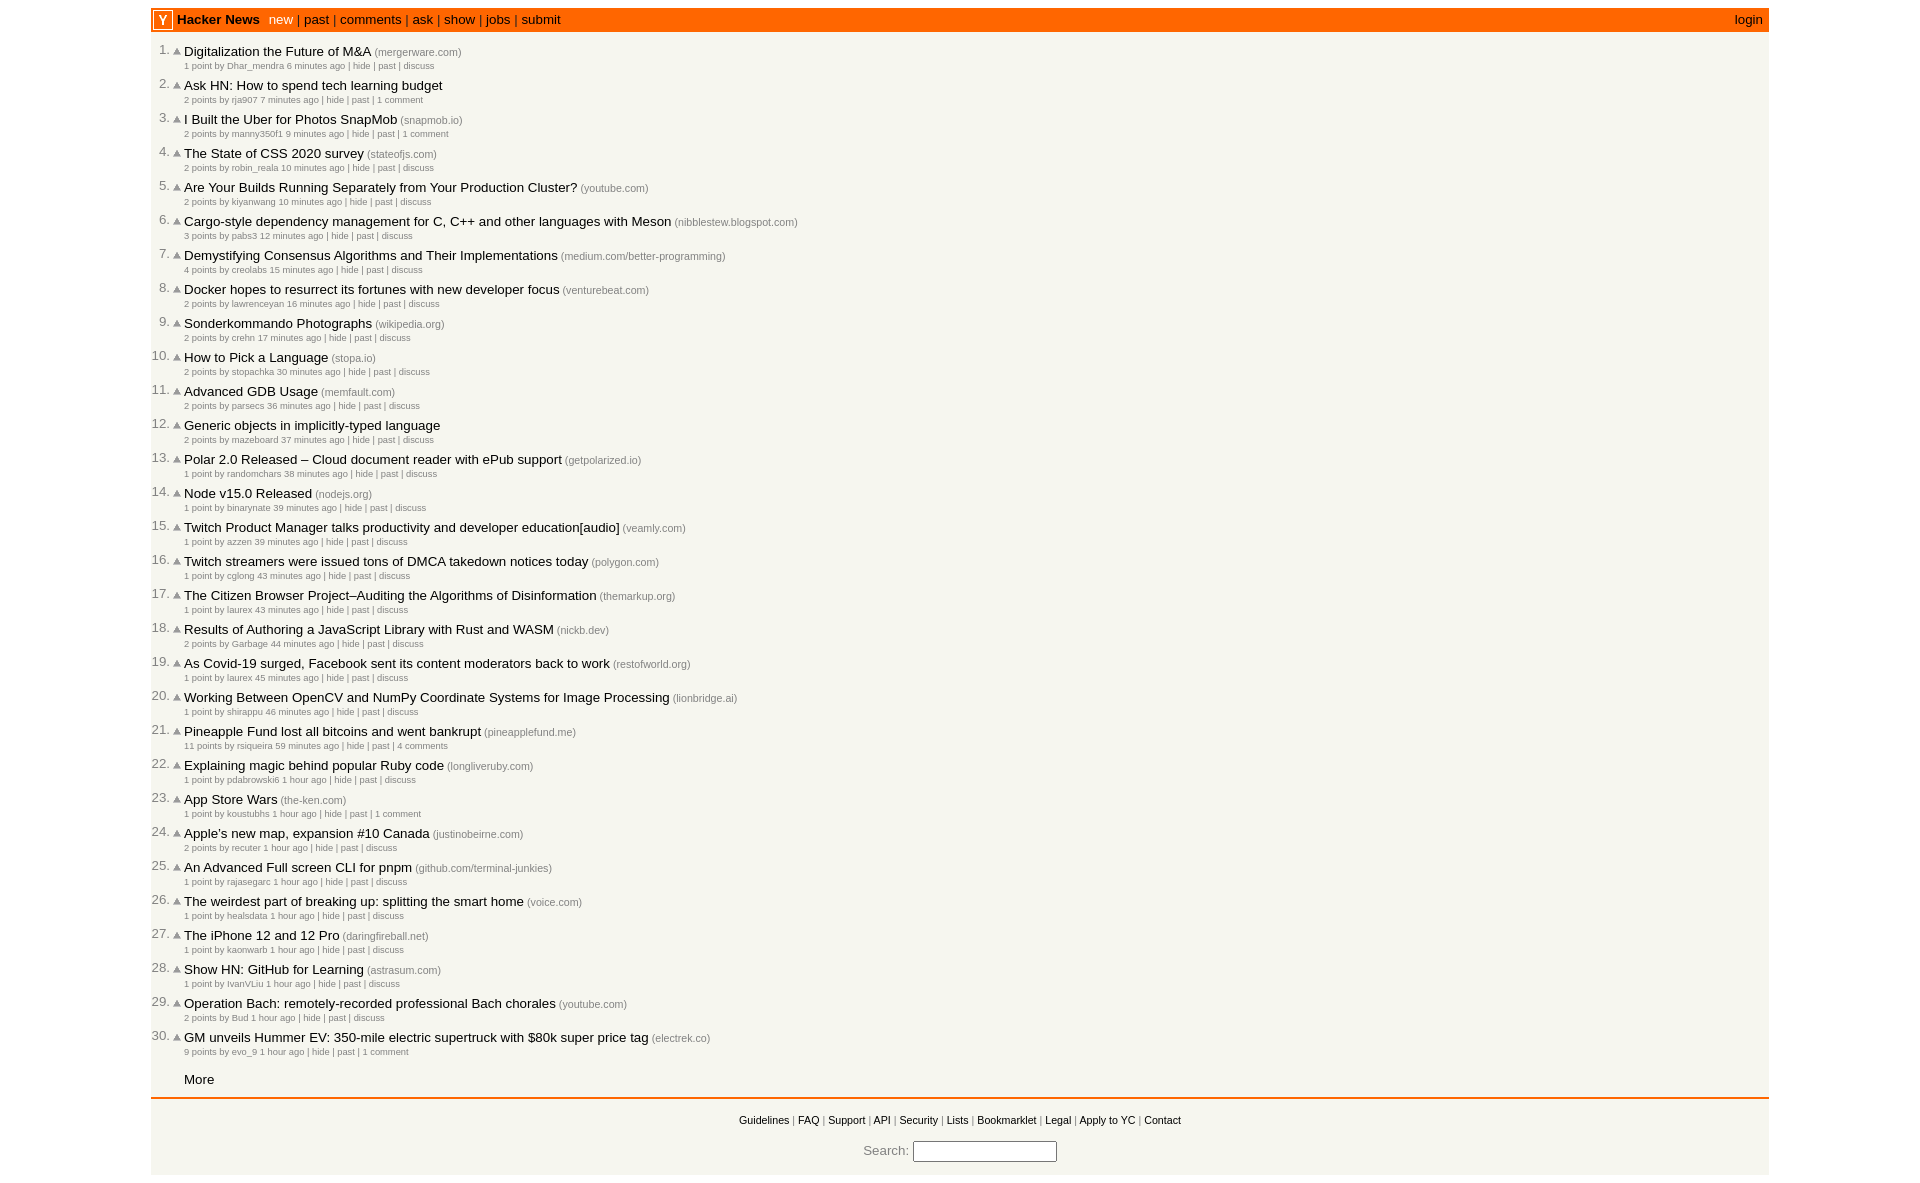 Y Hacker News new | past | comments | ask | show | jobs | submit login
1. Digitalization the Future of M&A (mergerware.com)
1 point by Dhar_mendra 6 minutes ago | hide | past | discuss
2. Ask HN: How to spend tech learning budget
2 points by rja907 7 minutes ago | hide | past | 1 comment
3. I Built the Uber for Photos SnapMob (snapmob.io)
2 points by manny350f1 9 minutes ago | hide | past | 1 comment
4. The State of CSS 2020 survey (stateofjs.com)
2 points by robin_reala 10 minutes ago | hide | past | discuss
5. Are Your Builds Running Separately from Your Production Cluster? (youtube.com)
2 points by kiyanwang 10 minutes ago | hide | past | discuss
6. Cargo-style dependency management for C, C++ and other languages with Meson (nibblestew.blogspot.com)
3 points by pabs3 12 minutes ago | hide | past | discuss
7. Demystifying Consensus Algorithms and Their Implementations (medium.com/better-programming)
4 points by creolabs 15 minutes ago | hide | past | discuss
8. Docker hopes to resurrect its fortunes with new developer focus (venturebeat.com)
2 points by lawrenceyan 16 minutes ago | hide | past | discuss
9. Sonderkommando Photographs (wikipedia.org)
2 points by crehn 17 minutes ago | hide | past | discuss
10. How to Pick a Language (stopa.io)
2 points by stopachka 30 minutes ago | hide | past | discuss
11. Advanced GDB Usage (memfault.com)
2 points by parsecs 36 minutes ago | hide | past | discuss
12. Generic objects in implicitly-typed language
2 points by mazeboard 37 minutes ago | hide | past | discuss
13. Polar 2.0 Released – Cloud document reader with ePub support (getpolarized.io)
1 point by randomchars 38 minutes ago | hide | past | discuss
14. Node v15.0 Released (nodejs.org)
1 point by binarynate 39 minutes ago | hide | past | discuss
15. Twitch Product Manager talks productivity and developer education[audio] (veamly.com)
1 point by azzen 39 minutes ago | hide | past | discuss
16. Twitch streamers were issued tons of DMCA takedown notices today (polygon.com)
1 point by cglong 43 minutes ago | hide | past | discuss
17. The Citizen Browser Project–Auditing the Algorithms of Disinformation (themarkup.org)
1 point by laurex 43 minutes ago | hide | past | discuss
18. Results of Authoring a JavaScript Library with Rust and WASM (nickb.dev)
2 points by Garbage 44 minutes ago | hide | past | discuss
19. As Covid-19 surged, Facebook sent its content moderators back to work (restofworld.org)
1 point by laurex 45 minutes ago | hide | past | discuss
20. Working Between OpenCV and NumPy Coordinate Systems for Image Processing (lionbridge.ai)
1 point by shirappu 46 minutes ago | hide | past | discuss
21. Pineapple Fund lost all bitcoins and went bankrupt (pineapplefund.me)
11 points by rsiqueira 59 minutes ago | hide | past | 4 comments
22. Explaining magic behind popular Ruby code (longliveruby.com)
1 point by pdabrowski6 1 hour ago | hide | past | discuss
23. App Store Wars (the-ken.com)
1 point by koustubhs 1 hour ago | hide | past | 1 comment
24. Apple's new map, expansion #10 Canada (justinobeirne.com)
2 points by recuter 1 hour ago | hide | past | discuss
25. An Advanced Full screen CLI for pnpm (github.com/terminal-junkies)
1 point by rajasegarc 1 hour ago | hide | past | discuss
26. The weirdest part of breaking up: splitting the smart home (voice.com)
1 point by healsdata 1 hour ago | hide | past | discuss
27. The iPhone 12 and 12 Pro (daringfireball.net)
1 point by kaonwarb 1 hour ago | hide | past | discuss
28. Show HN: GitHub for Learning (astrasum.com)
1 point by IvanVLiu 1 hour ago | hide | past | discuss
29. Operation Bach: remotely-recorded professional Bach chorales (youtube.com)
2 points by Bud 1 hour ago | hide | past | discuss
30. GM unveils Hummer EV: 350-mile electric supertruck with $80k super price tag (electrek.co)
9 points by evo_9 1 hour ago | hide | past | 1 comment
More
Guidelines | FAQ | Support | API | Security | Lists | Bookmarklet | Legal | Apply to YC | Contact
Search: